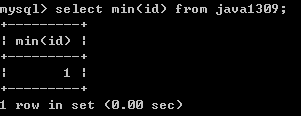 mysql> select min(id) from java1309;
+---------+
¦ min(id) ¦
+---------+
¦       1 ¦
+---------+
1 row in set (0.00 sec)